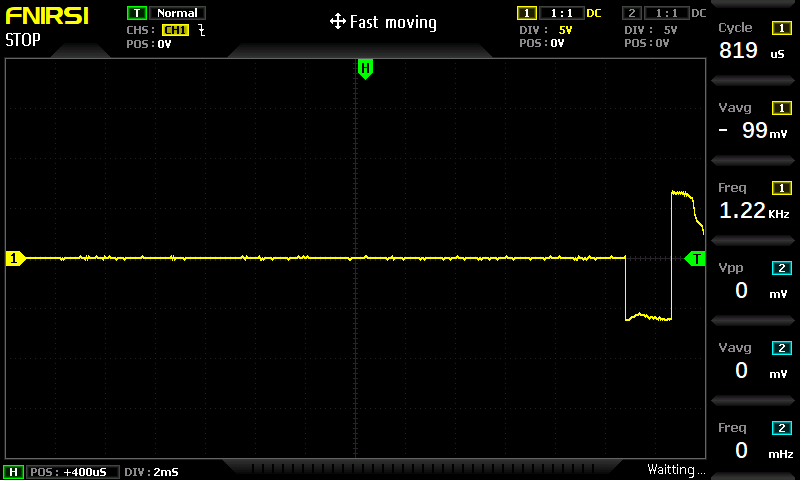 FNIRSI
STOP
T Normal
CHS: CH1
POS: 0V
Fast moving
1 1:1 DC
DIV: 5V
POS: 0V
2 1:1 DC
DIV: 5V
POS: 0V
H
1
T
Cycle 1
819 uS
Vavg 1
- 99 mV
Freq 1
1.22 KHz
Vpp 2
0 mV
Vavg 2
0 mV
Freq 2
0 mHz
H POS: +400uS DIV: 2mS
Waitting...